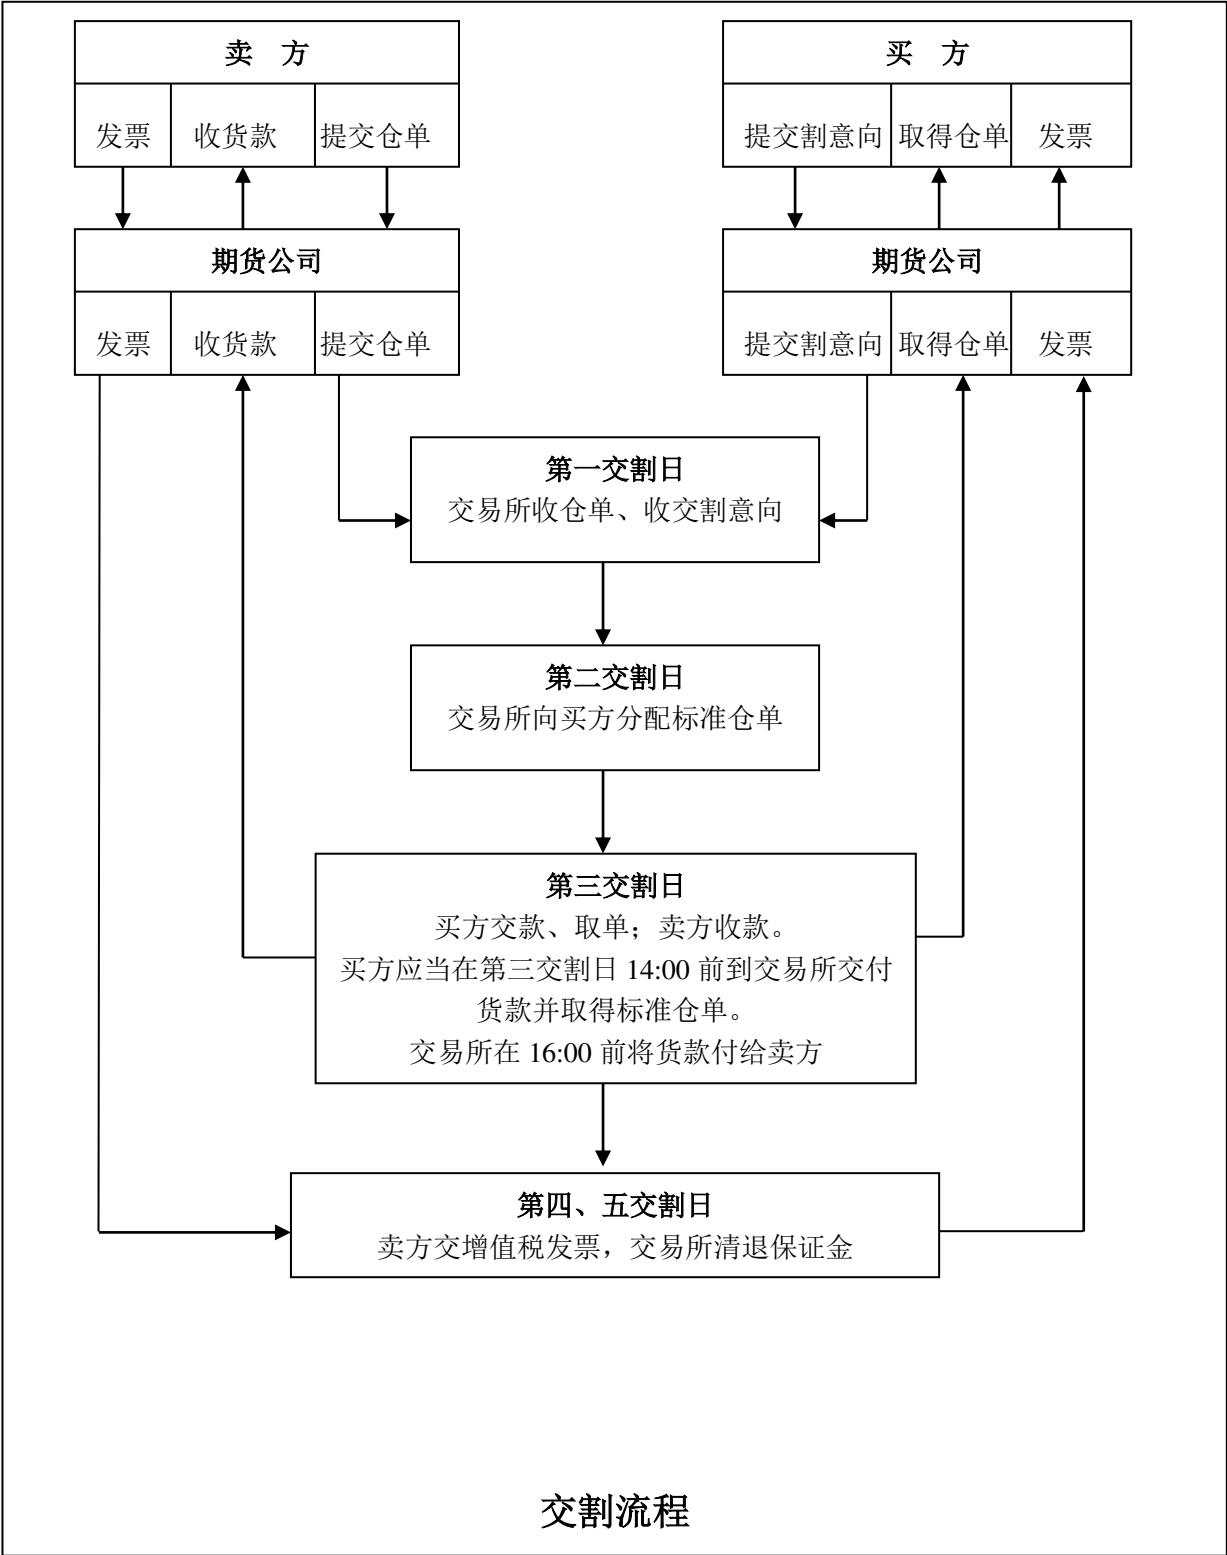 卖 方
发票 收货款 提交仓单
买 方
提交割意向 取得仓单 发票
期货公司
发票 收货款 提交仓单
期货公司
提交割意向 取得仓单 发票
第一交割日
交易所收仓单、收交割意向
第二交割日
交易所向买方分配标准仓单
第三交割日
买方交款、取单；卖方收款。
买方应当在第三交割日 14:00 前到交易所交付
货款并取得标准仓单。
交易所在 16:00 前将货款付给卖方
第四、五交割日
卖方交增值税发票，交易所清退保证金
交割流程